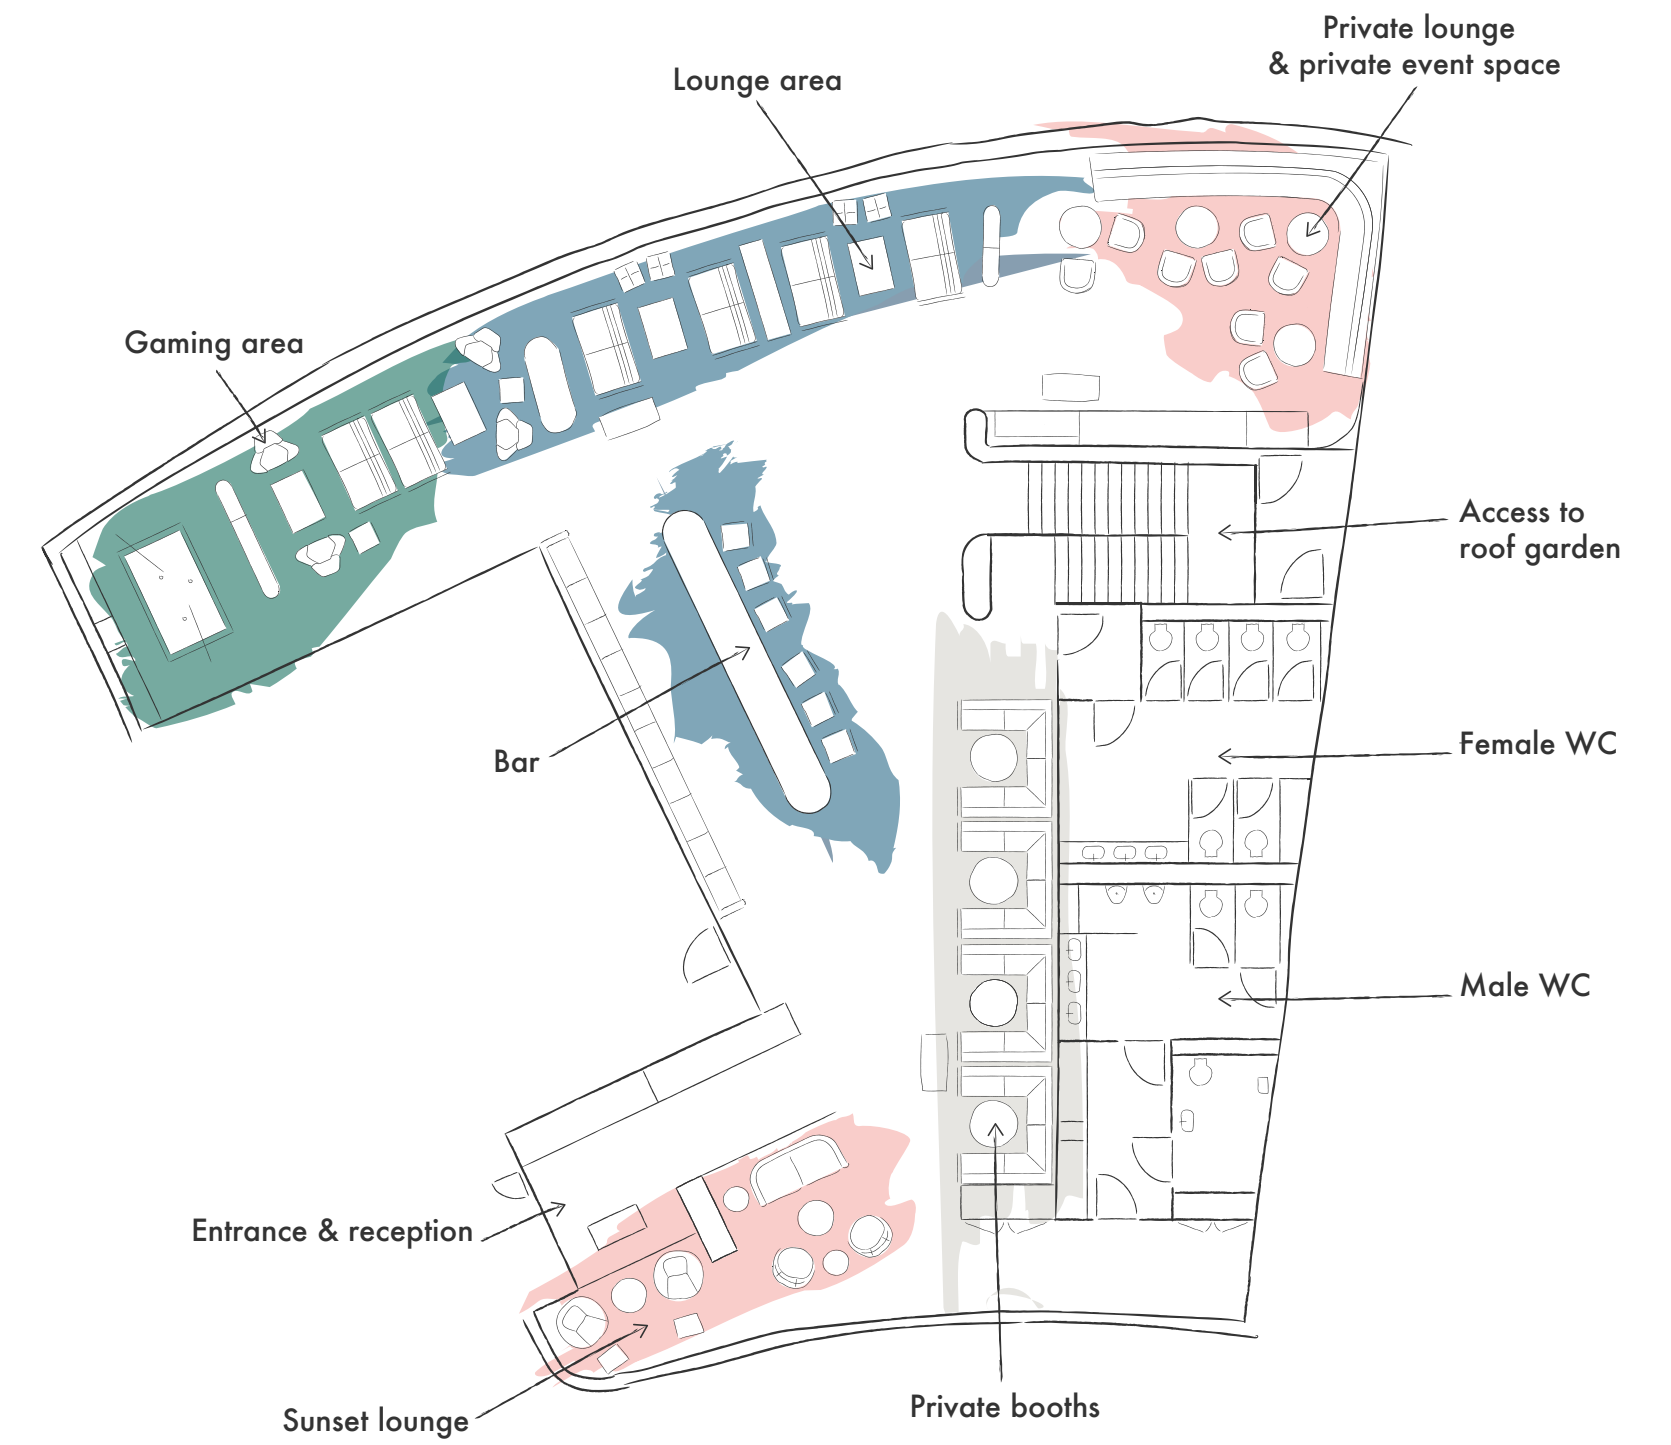 Private lounge
& private event space
Lounge area
Gaming area
Access to
roof garden
Bar
Female WC
Male WC
Entrance & reception
Sunset lounge
Private booths